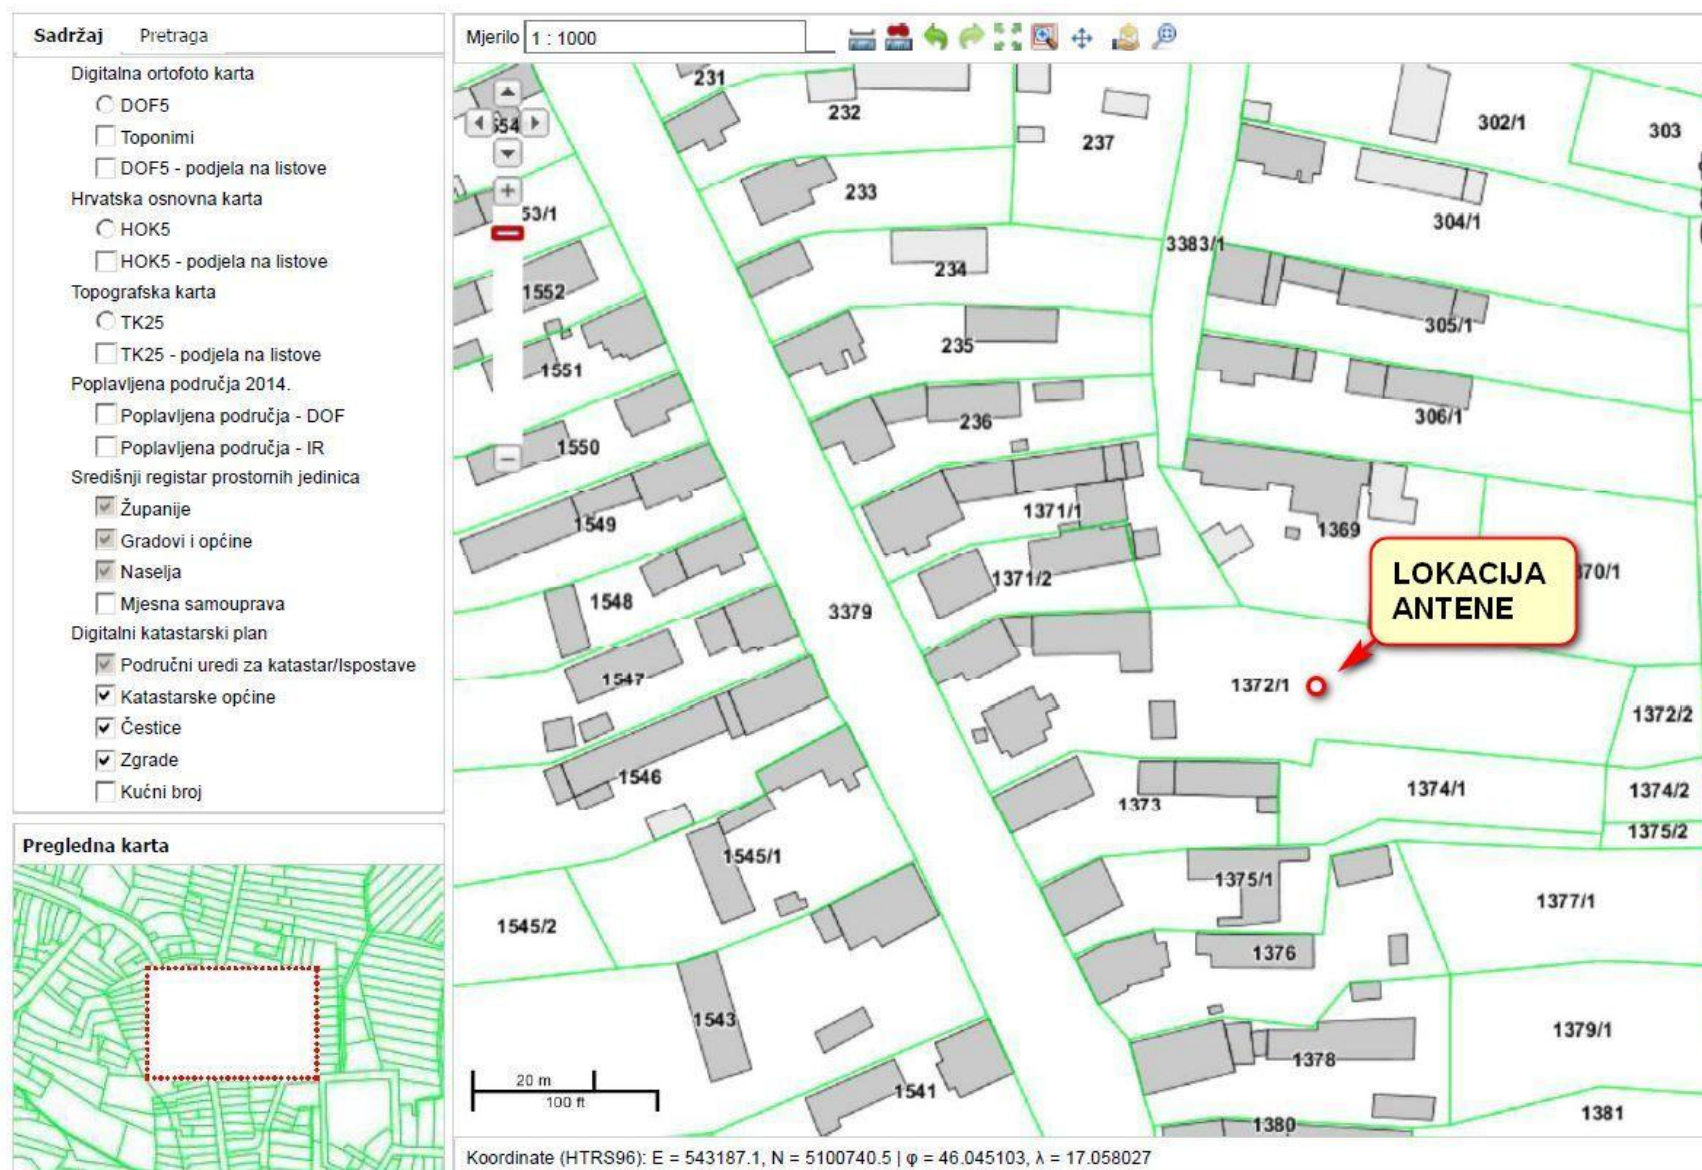 Sadržaj Pretraga
Digitalna ortofoto karta
DOF5
Toponimi
DOF5 - podjela na listove
Hrvatska osnovna karta
HOK5
HOK5 - podjela na listove
Topografska karta
TK25
TK25 - podjela na listove
Poplavljena područja 2014.
Poplavljena područja - DOF
Poplavljena područja - IR
Središnji registar prostornih jedinica
Županije
Gradovi i općine
Naselja
Mjesna samouprava
Digitalni katastarski plan
Područni uredi za katastar/Ispostave
Katastarske općine
Čestice
Zgrade
Kućni broj
Pregledna karta
Mjerilo 1 : 1000
231
232
237
302/1
303
554
233
53/1
304/1
3383/1
234
1552
305/1
235
1551
306/1
236
1550
1371/1
1549
1369
1371/2
LOKACIJA
ANTENE
70/1
1548
3379
1547
1372/1
1372/2
1546
1373
1374/1
1374/2
1375/2
1545/1
1375/1
1377/1
1545/2
1376
1543
1379/1
1378
20 m
100 ft
1541
1380
1381
Koordinate (HTRS96): E = 543187.1, N = 5100740.5 | φ = 46.045103, λ = 17.058027